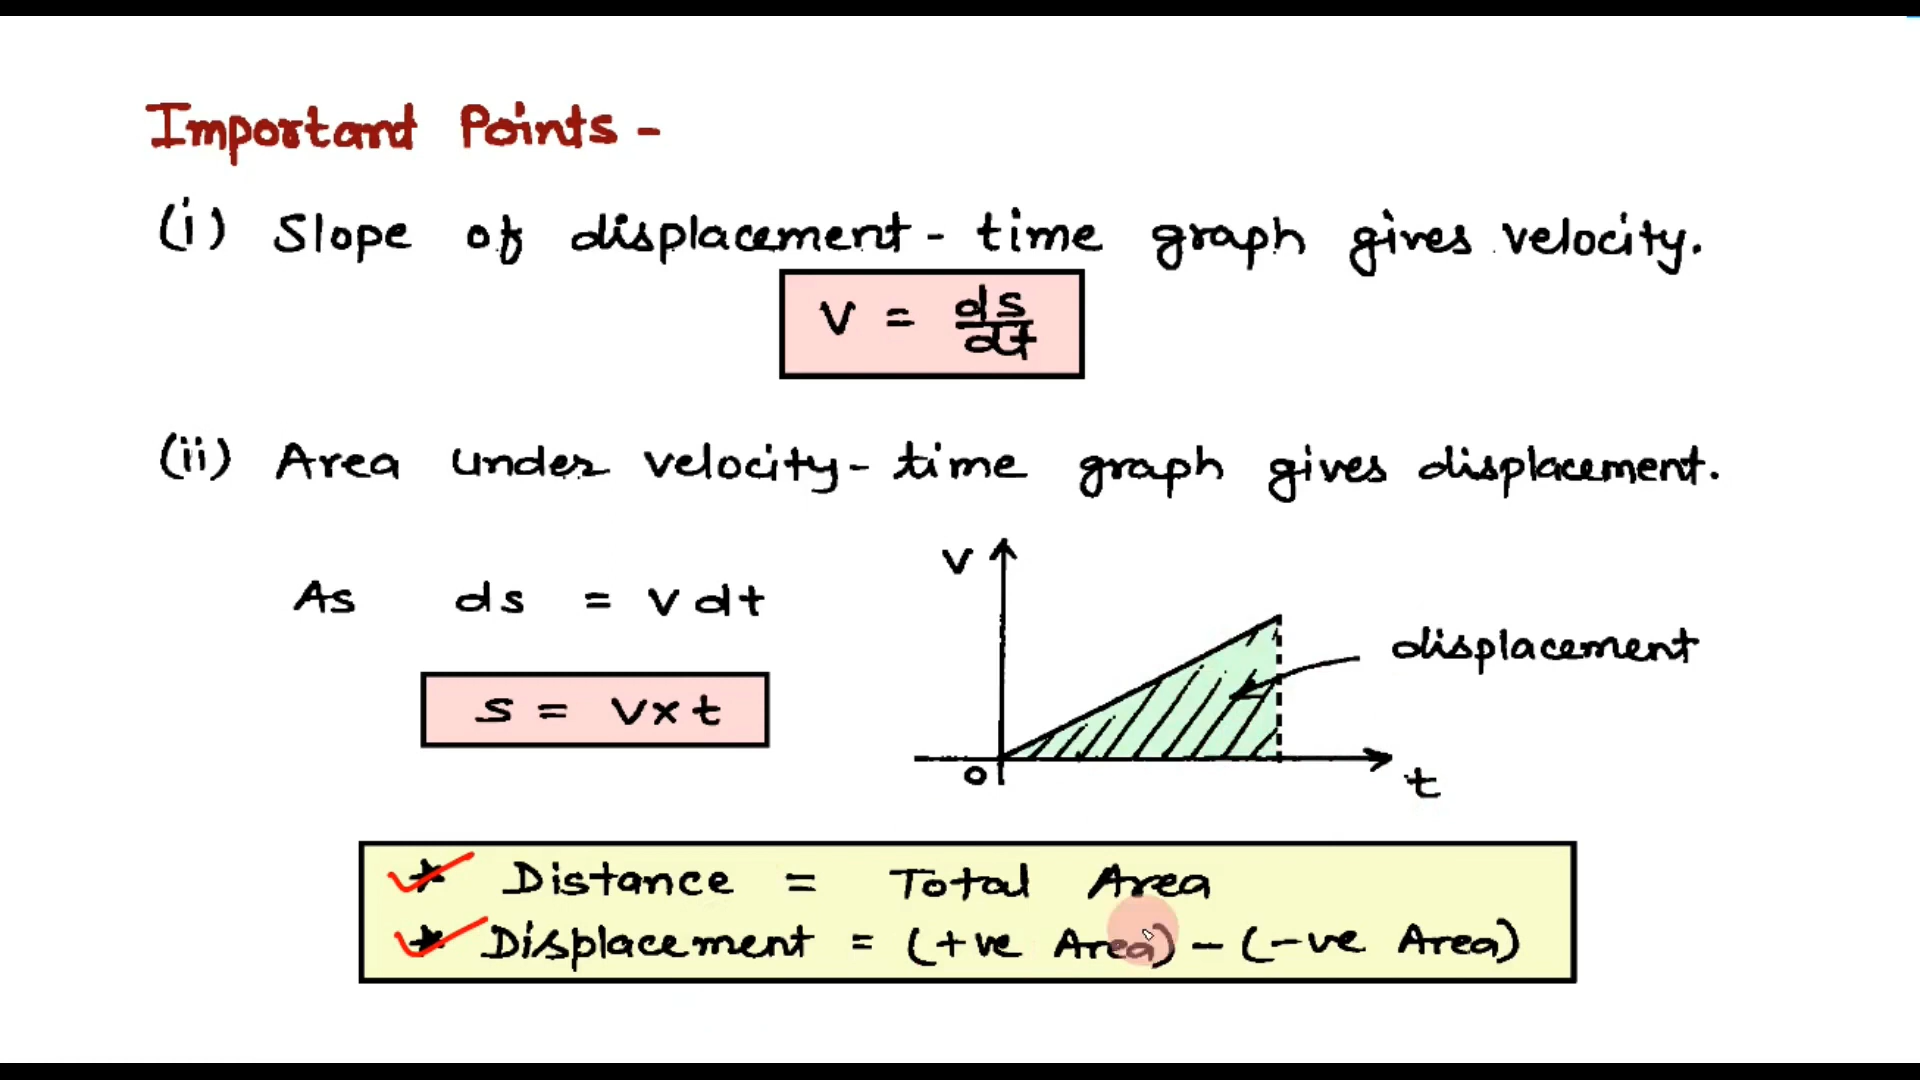 Important Points -
(i) Slope of displacement - time graph gives velocity.
V = ds/dt
(ii) Area under velocity - time graph gives displacement.
As ds = v dt
S = V x t
V
displacement
0
t
* Distance = Total Area
* Displacement = (+ve Area) - (-ve Area)